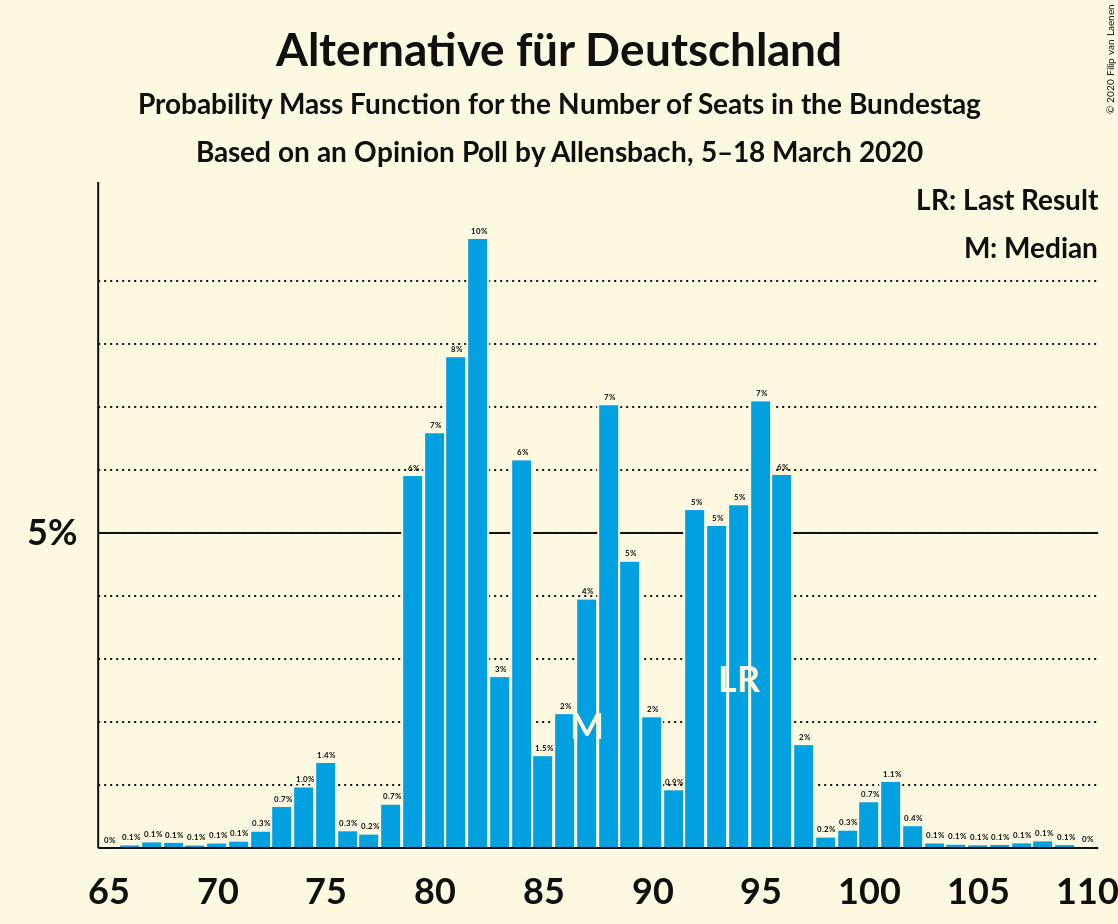 Alternative für Deutschland
Probability Mass Function for the Number of Seats in the Bundestag
Based on an Opinion Poll by Allensbach, 5–18 March 2020
© 2020 Filip van Laenen
LR: Last Result
M: Median
5%
0% 0.1% 0.1% 0.1% 0.1% 0.1% 0.1% 0.3% 0.7% 1.0% 1.4% 0.3% 0.2% 0.7% 6% 7% 8% 10% 3% 6% 1.5% 2% 4% 7% 5% 2% 0.9% 5% 5% 5% 7% 6% 2% 0.2% 0.3% 0.7% 1.1% 0.4% 0.1% 0.1% 0.1% 0.1% 0.1% 0.1% 0.1% 0%
LR
M
65 70 75 80 85 90 95 100 105 110